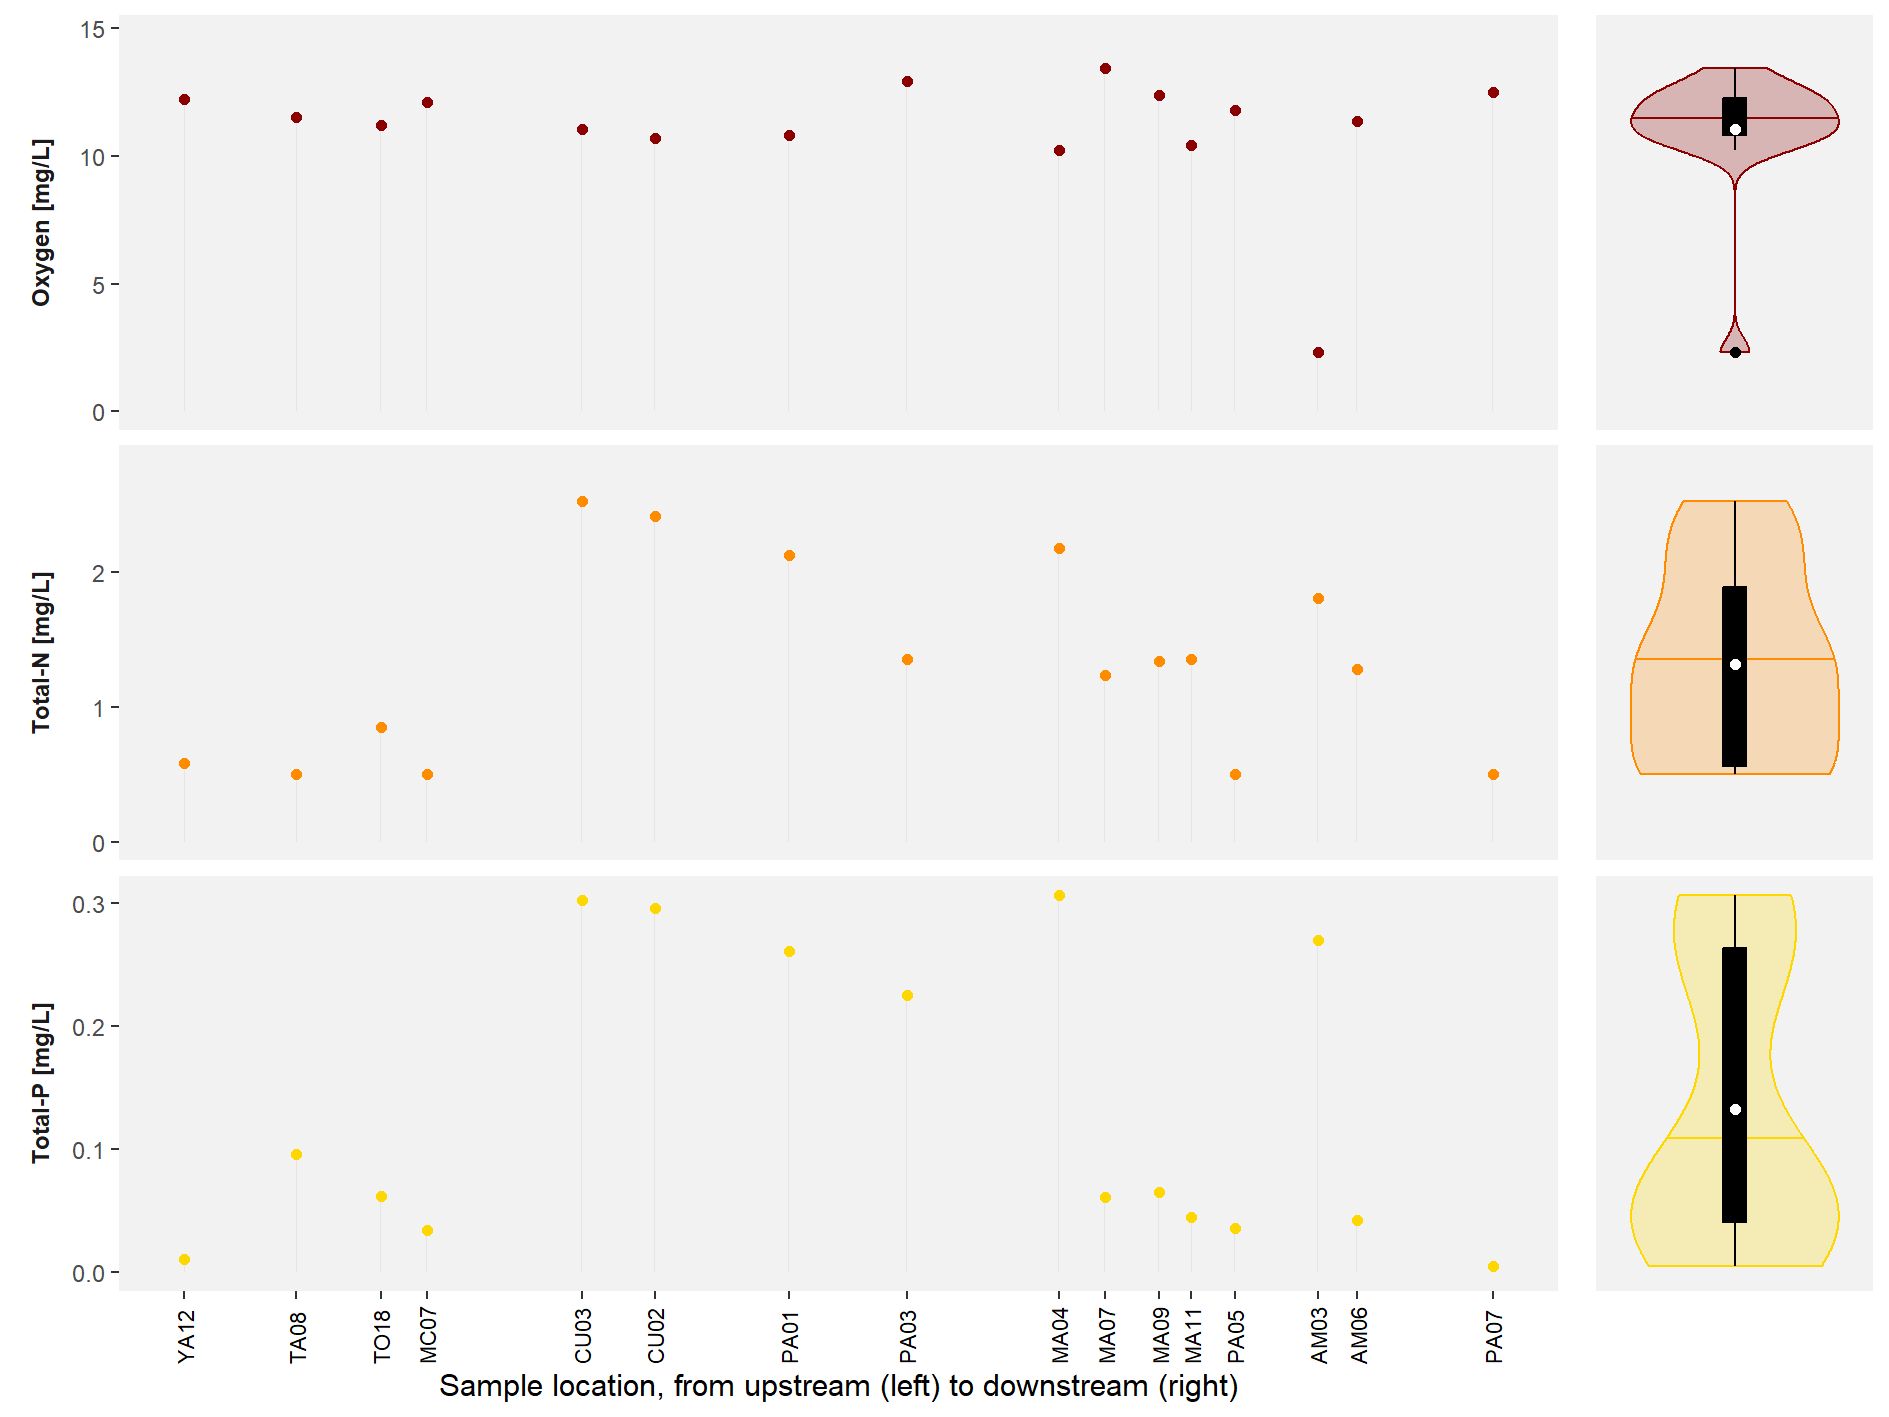 Oxygen [mg/L]
15
10
5
0
Total-N [mg/L]
2
1
0
Total-P [mg/L]
0.3
0.2
0.1
0.0
YA12 TA08 TO18 MC07 CU03 CU02 PA01 PA03 MA04 MA07 MA09 MA11 PA05 AM03 AM06 PA07
Sample location, from upstream (left) to downstream (right)